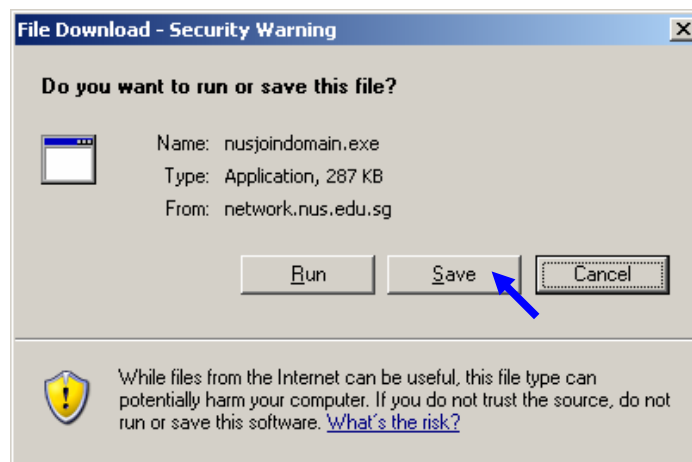 File Download - Security Warning
Do you want to run or save this file?
Name: nusjoindomain.exe
Type: Application, 287 KB
From: network.nus.edu.sg
Run Save Cancel
While files from the Internet can be useful, this file type can
potentially harm your computer. If you do not trust the source, do not
run or save this software. What's the risk?